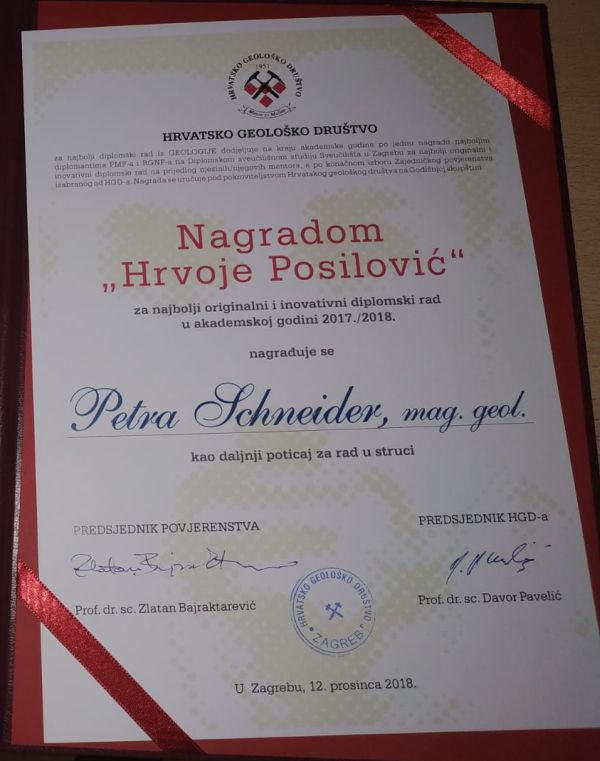 HRVATSKO GEOLOŠKO DRUŠTVO
1951
HRVATSKO GEOLOŠKO DRUŠTVO
za najbolji diplomski rad iz GEOLOGIJE dodjeljuje na kraju akademske godine po jednu nagradu najboljim
diplomantima PMF-a i RGNF-a na Diplomskom sveučilišnom studiju Sveučilišta u Zagrebu za najbolji originalni i
inovativni diplomski rad na prijedlog njezinih/njegovih mentora, a po konačnom izboru Zajedničkog povjerenstva
izabranog od HGD-a. Nagrada se uručuje pod pokroviteljstvom Hrvatskog geološkog društva na Godišnjoj skupštini
Nagradom
„Hrvoje Posilović“
za najbolji originalni i inovativni diplomski rad
u akademskoj godini 2017./2018.
nagrađuje se
Petra Schneider, mag. geol.
kao daljnji poticaj za rad u struci
PREDSJEDNIK POVJERENSTVA
PREDSJEDNIK HGD-a
Prof. dr. sc. Zlatan Bajraktarević
Prof. dr. sc. Davor Pavelić
HRVATSKO GEOLOŠKO DRUŠTVO
ZAGREB
U Zagrebu, 12. prosinca 2018.